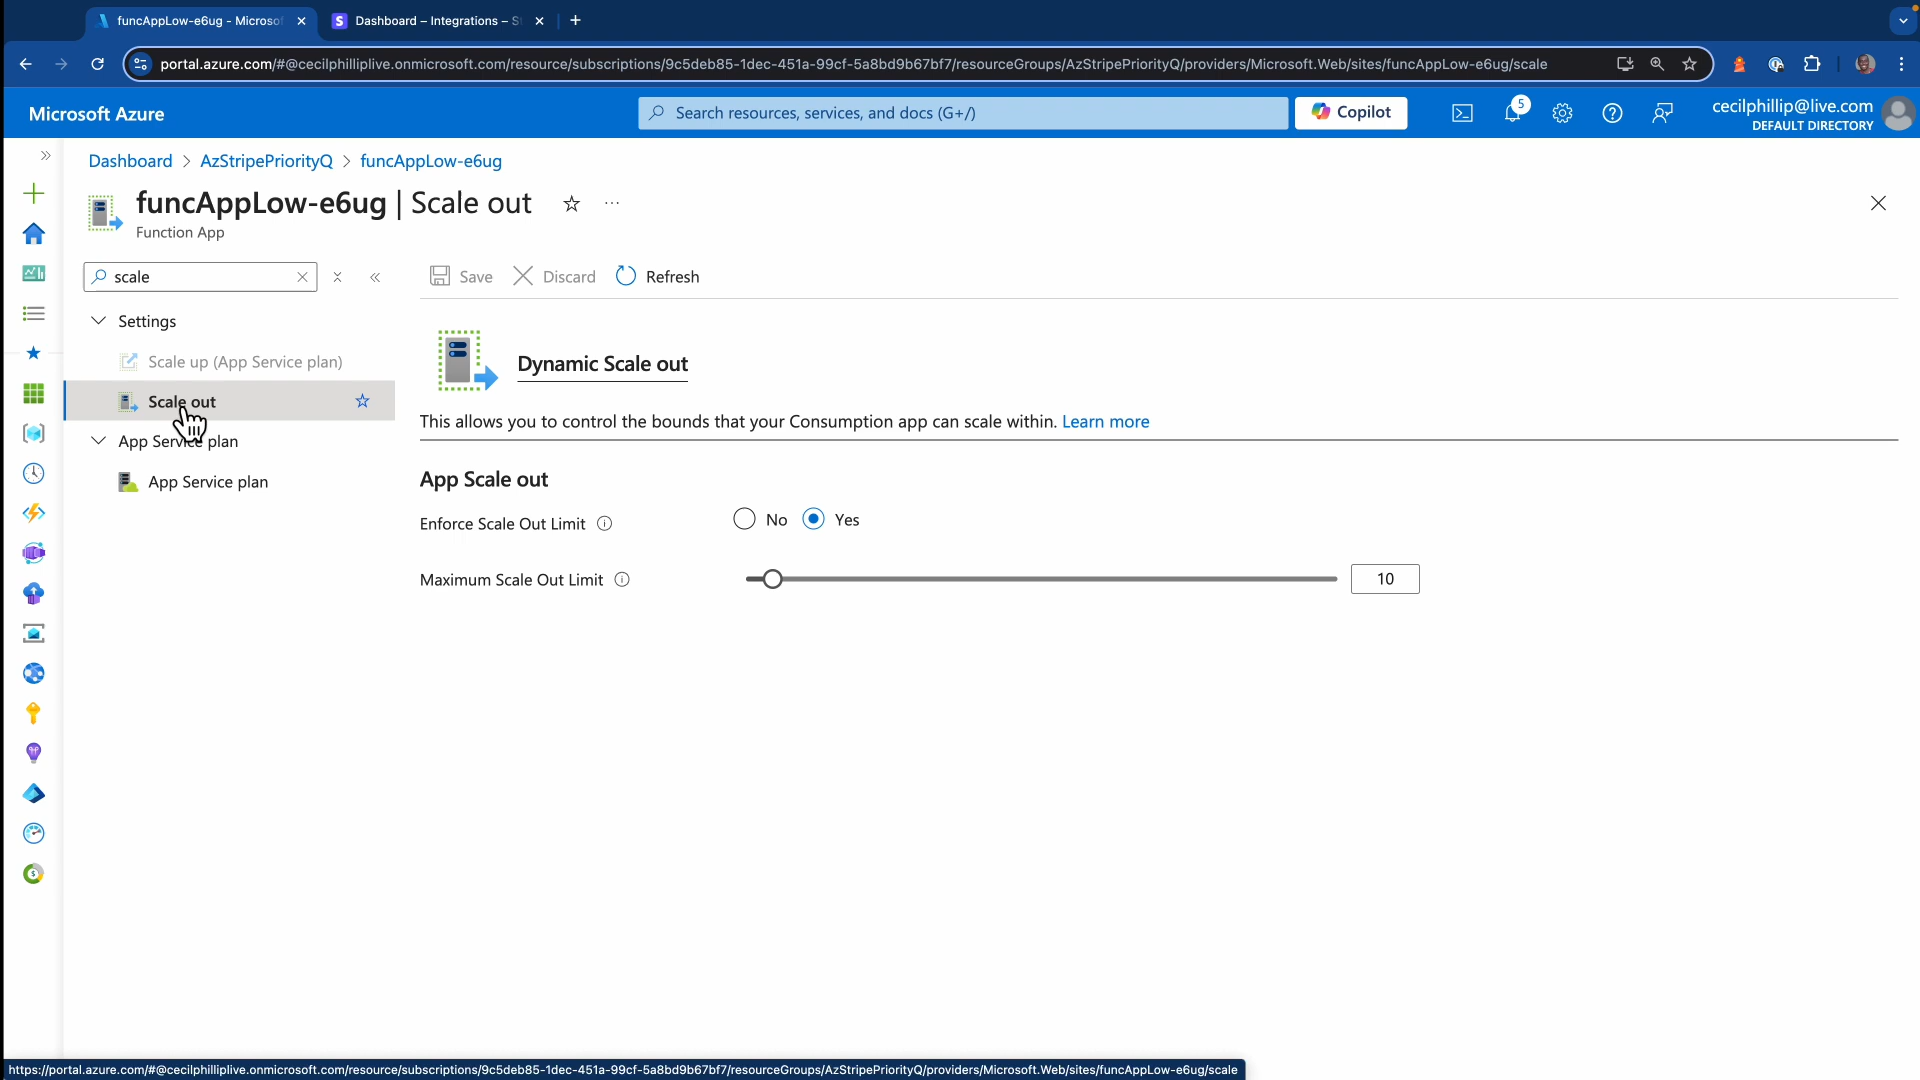 funcAppLow-e6ug - Microsof
S Dashboard – Integrations – S
portal.azure.com/#@cecilphilliplive.onmicrosoft.com/resource/subscriptions/9c5deb85-1dec-451a-99cf-5a8bd9b67bf7/resourceGroups/AzStripePriorityQ/providers/Microsoft.Web/sites/funcAppLow-e6ug/scale
Microsoft Azure
Search resources, services, and docs (G+/)
Copilot
5
cecilphillip@live.com
DEFAULT DIRECTORY
Dashboard > AzStripePriorityQ > funcAppLow-e6ug
funcAppLow-e6ug | Scale out
Function App
scale
Save
Discard
Refresh
Settings
Scale up (App Service plan)
Scale out
App Service plan
App Service plan
Dynamic Scale out
This allows you to control the bounds that your Consumption app can scale within. Learn more
App Scale out
Enforce Scale Out Limit
No
Yes
Maximum Scale Out Limit
10
https://portal.azure.com/#@cecilphilliplive.onmicrosoft.com/resource/subscriptions/9c5deb85-1dec-451a-99cf-5a8bd9b67bf7/resourceGroups/AzStripePriorityQ/providers/Microsoft.Web/sites/funcAppLow-e6ug/scale